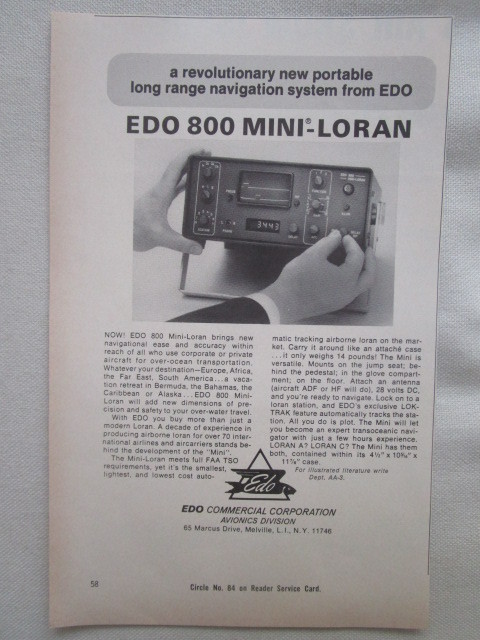 a revolutionary new portable
long range navigation system from EDO
EDO 800 MINI®-LORAN
3443
NOW! EDO 800 Mini-Loran brings new
navigational ease and accuracy within
reach of all who use corporate or private
aircraft for over-ocean transportation.
Whatever your destination—Europe, Africa,
the Far East, South America...a vaca-
tion retreat in Bermuda, the Bahamas, the
Caribbean or Alaska...EDO 800 Mini-
Loran will add new dimensions of pre-
cision and safety to your over-water travel.
With EDO you buy more than just a
modern Loran. A decade of experience in
producing airborne loran for over 70 inter-
national airlines and aircarriers stands be-
hind the development of the "Mini".
The Mini-Loran meets full FAA TSO
requirements, yet it's the smallest,
lightest, and lowest cost auto-
matic tracking airborne loran on the mar-
ket. Carry it around like an attaché case
...it only weighs 14 pounds! The Mini is
versatile. Mounts on the jump seat; be-
hind the pedestal; in the glove compart-
ment; on the floor. Attach an antenna
(aircraft ADF or HF will do), 28 volts DC,
and you're ready to navigate. Lock on to a
loran station, and EDO's exclusive LOK-
TRAK feature automatically tracks the sta-
tion. All you do is plot. The Mini will let
you become an expert transoceanic navi-
gator with just a few hours experience.
LORAN A? LORAN C? The Mini has them
both, contained within its 4½" x 10⅝" x
11⅞" case.
For illustrated literature write
Dept. AA-3.
Edo
EDO COMMERCIAL CORPORATION
AVIONICS DIVISION
65 Marcus Drive, Melville, L.I., N.Y. 11746
58
Circle No. 64 on Reader Service Card.